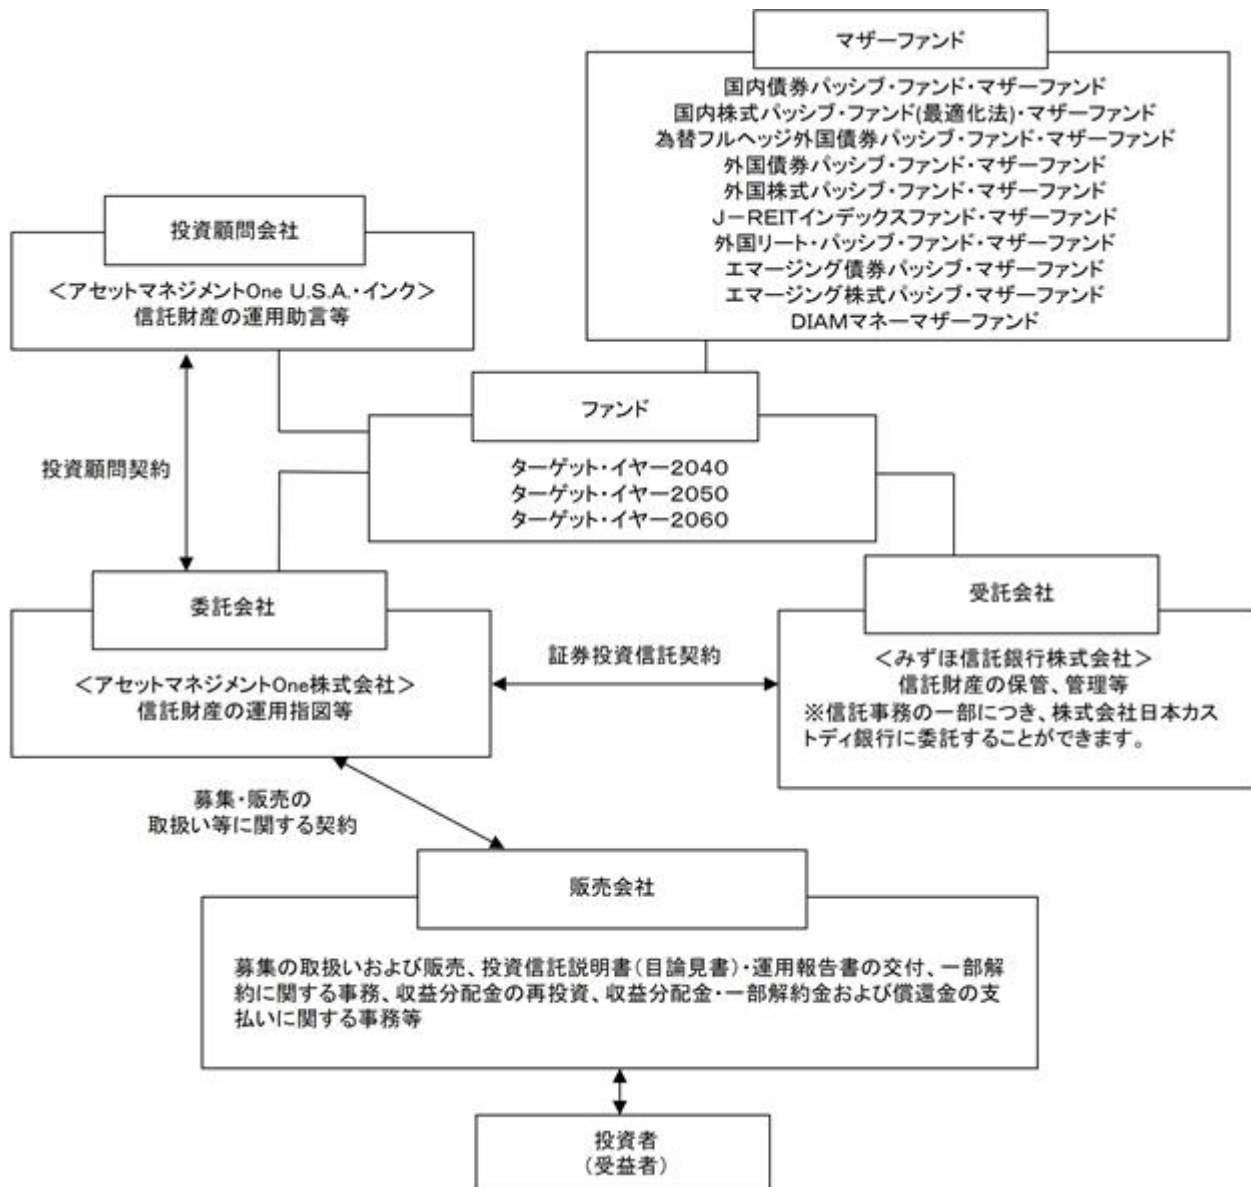 マザーファンド
国内債券パッシブ・ファンド・マザーファンド
国内株式パッシブ・ファンド(最適化法)・マザーファンド
為替フルヘッジ外国債券パッシブ・ファンド・マザーファンド
外国債券パッシブ・ファンド・マザーファンド
外国株式パッシブ・ファンド・マザーファンド
J－REITインデックスファンド・マザーファンド
外国リート・パッシブ・ファンド・マザーファンド
エマージング債券パッシブ・マザーファンド
エマージング株式パッシブ・マザーファンド
DIAMマネーマザーファンド
投資顧問会社
＜アセットマネジメントOne U.S.A.・インク＞
信託財産の運用助言等
ファンド
ターゲット・イヤー2040
ターゲット・イヤー2050
ターゲット・イヤー2060
投資顧問契約
委託会社
＜アセットマネジメントOne株式会社＞
信託財産の運用指図等
証券投資信託契約
受託会社
＜みずほ信託銀行株式会社＞
信託財産の保管、管理等
※信託事務の一部につき、株式会社日本カス
トディ銀行に委託することができます。
募集・販売の
取扱い等に関する契約
販売会社
募集の取扱いおよび販売、投資信託説明書（目論見書）・運用報告書の交付、一部解
約に関する事務、収益分配金の再投資、収益分配金・一部解約金および償還金の支
払いに関する事務等
投資者
（受益者）